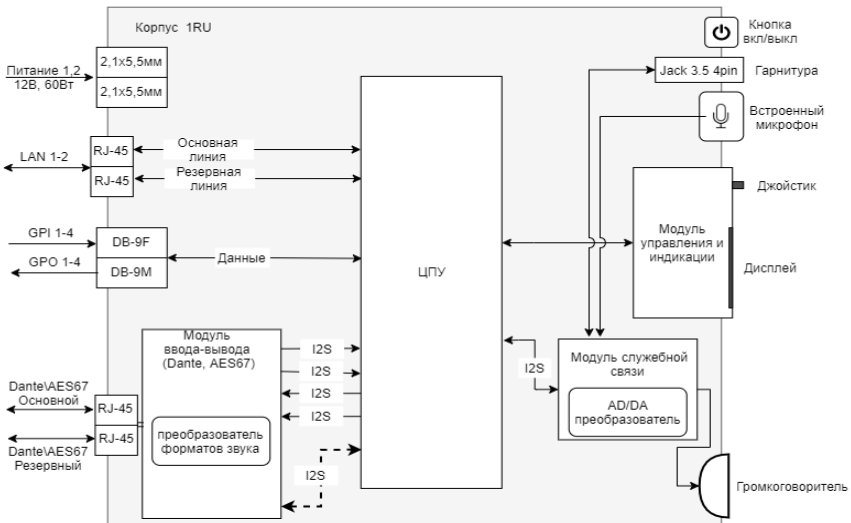 Корпус 1RU
Кнопка
вкл/выкл
Питание 1,2
12В, 60Вт
2,1x5,5мм
2,1x5,5мм
Jack 3.5 4pin
Гарнитура
Встроенный
микрофон
LAN 1-2
RJ-45
RJ-45
Основная
линия
Резервная
линия
Джойстик
GPI 1-4
GPO 1-4
DB-9F
DB-9M
Данные
ЦПУ
Модуль
управления и
индикации
Дисплей
Модуль
ввода-вывода
(Dante, AES67)
I2S
I2S
I2S
I2S
I2S
Модуль служебной
связи
AD/DA
преобразователь
Dante\AES67
Основной
RJ-45
RJ-45
Dante\AES67
Резервный
преобразователь
форматов звука
I2S
Громкоговоритель